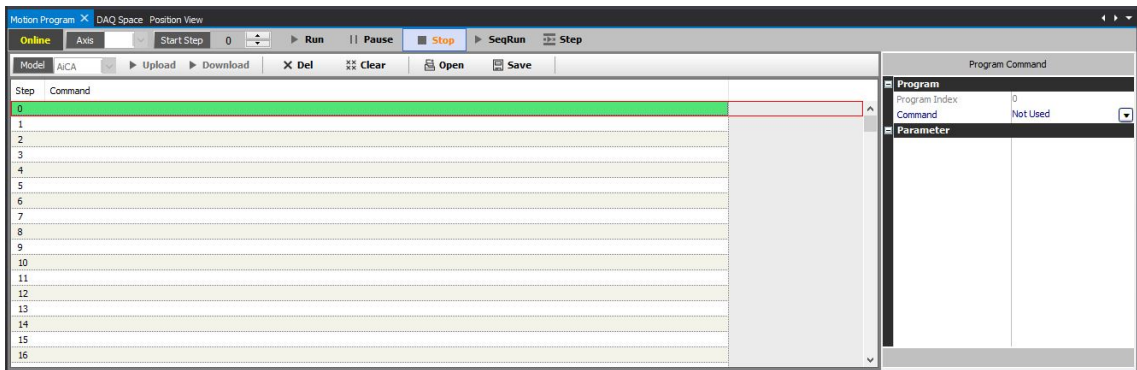 Motion Program DAQ Space Position View
Online Axis Start Step 0 Run Pause Stop SeqRun Step
Model AiCA Upload Download Del Clear Open Save
Step Command
0
1
2
3
4
5
6
7
8
9
10
11
12
13
14
15
16
Program Command
Program
Program Index 0
Command Not Used
Parameter